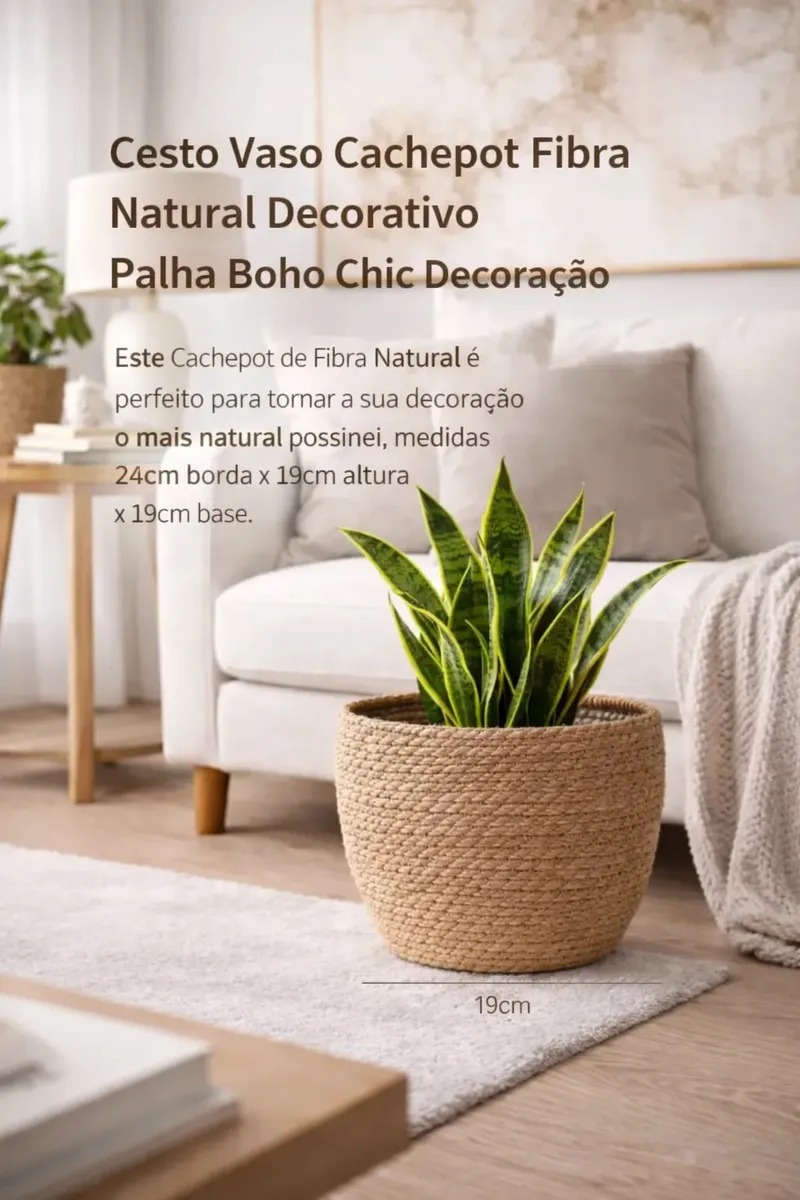 Cesto Vaso Cachepot Fibra
Natural Decorativo
Palha Boho Chic Decoração
Este Cachepot de Fibra Natural é
perfeito para tornar a sua decoração
o mais natural possinei, medidas
24cm borda x 19cm altura
x 19cm base.
19cm